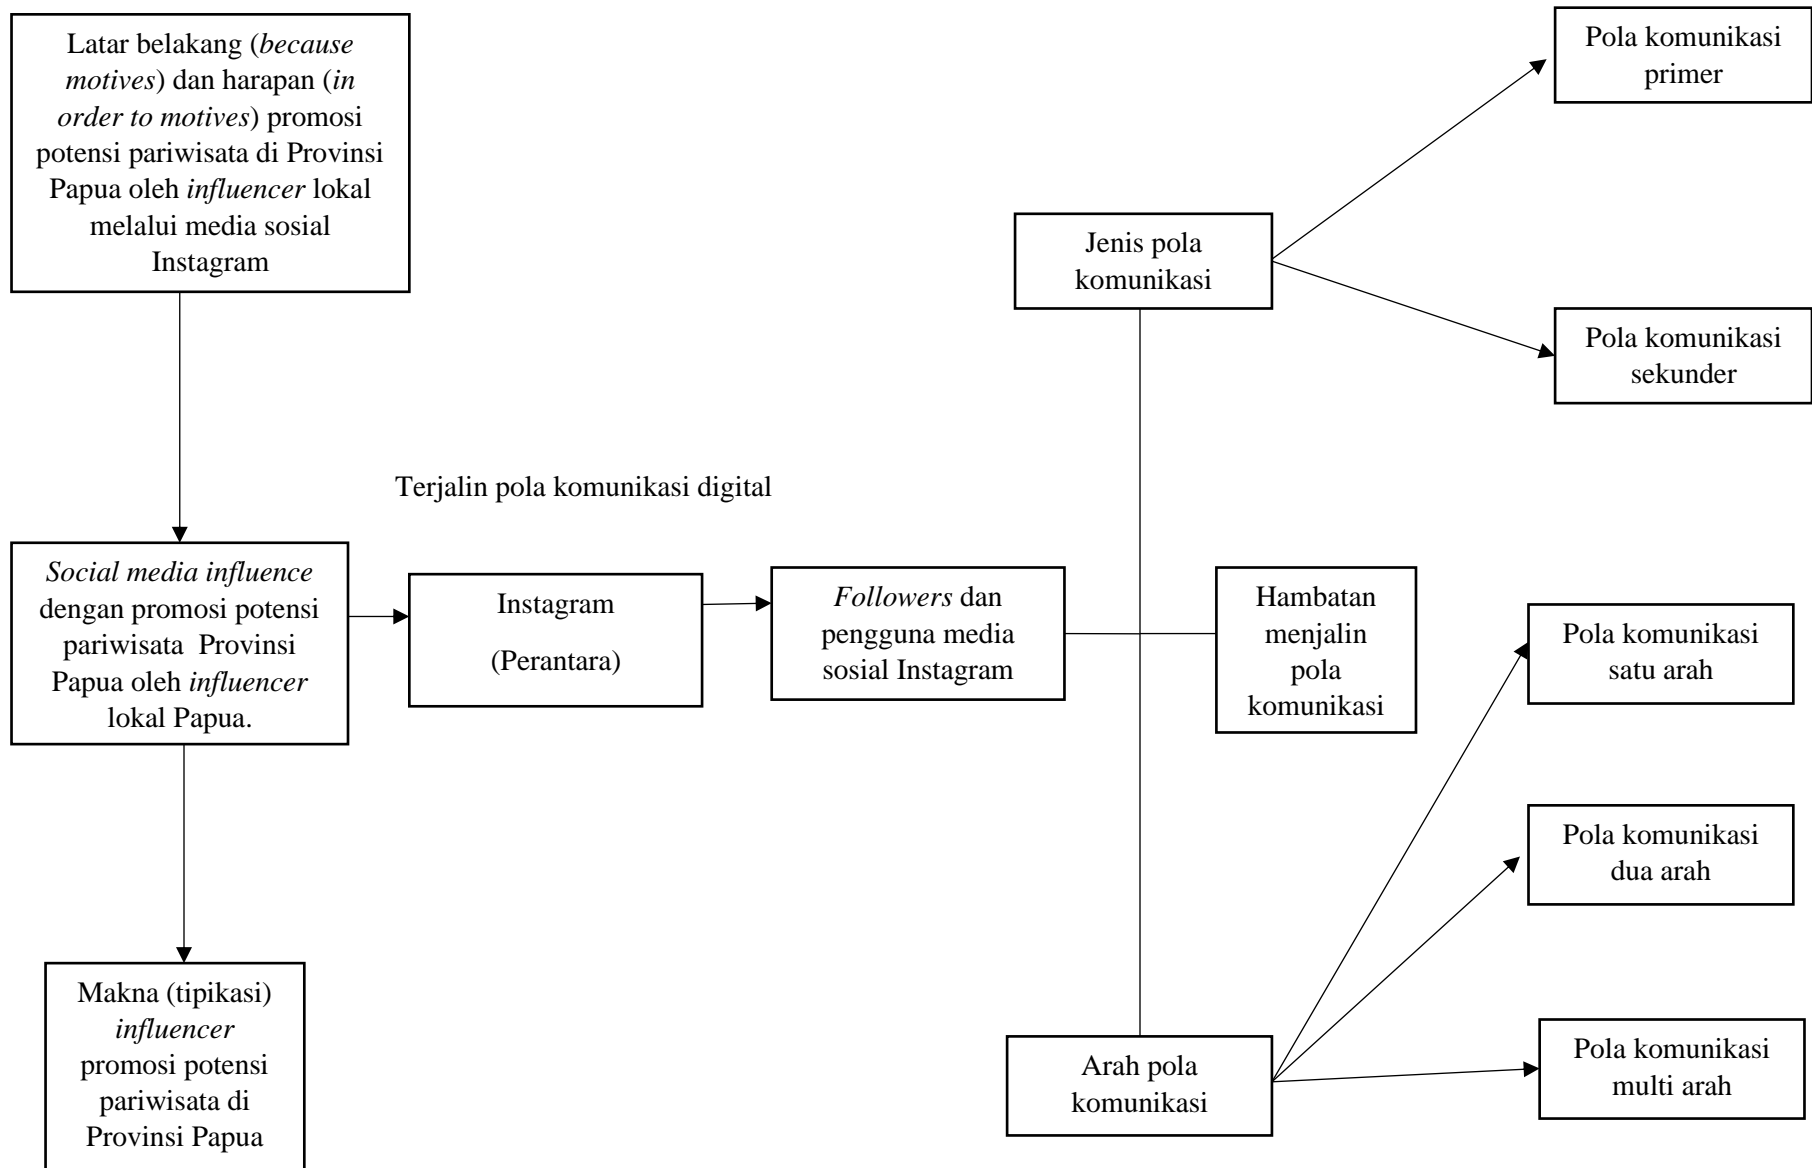 Latar belakang (because
motives) dan harapan (in
order to motives) promosi
potensi pariwisata di Provinsi
Papua oleh influencer lokal
melalui media sosial
Instagram
Pola komunikasi
primer
Jenis pola
komunikasi
Pola komunikasi
sekunder
Terjalin pola komunikasi digital
Social media influence
dengan promosi potensi
pariwisata Provinsi
Papua oleh influencer
lokal Papua.
Instagram
(Perantara)
Followers dan
pengguna media
sosial Instagram
Hambatan
menjalin
pola
komunikasi
Pola komunikasi
satu arah
Pola komunikasi
dua arah
Makna (tipikasi)
influencer
promosi potensi
pariwisata di
Provinsi Papua
Arah pola
komunikasi
Pola komunikasi
multi arah